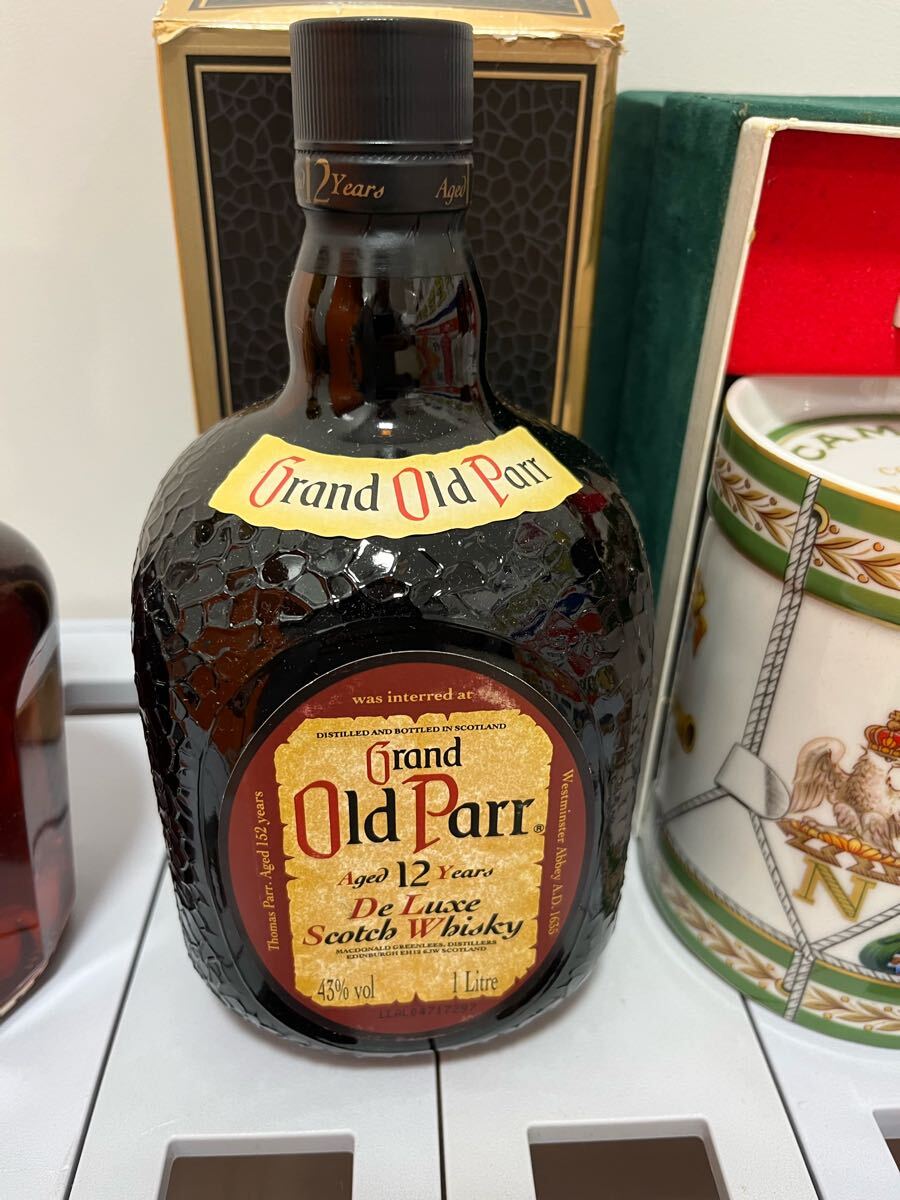 12 Years Aged
Grand Old Parr
was interred at
DISTILLED AND BOTTLED IN SCOTLAND
Grand
Old Parr®
Aged 12 Years
De Luxe
Scotch Whisky
MACDONALD GREENLEES, DISTILLERS
EDINBURGH EH12 6JW SCOTLAND
43% vol 1 Litre
Thomas Parr. Aged 152 years
Westminster Abbey A.D. 1635
CAM
N